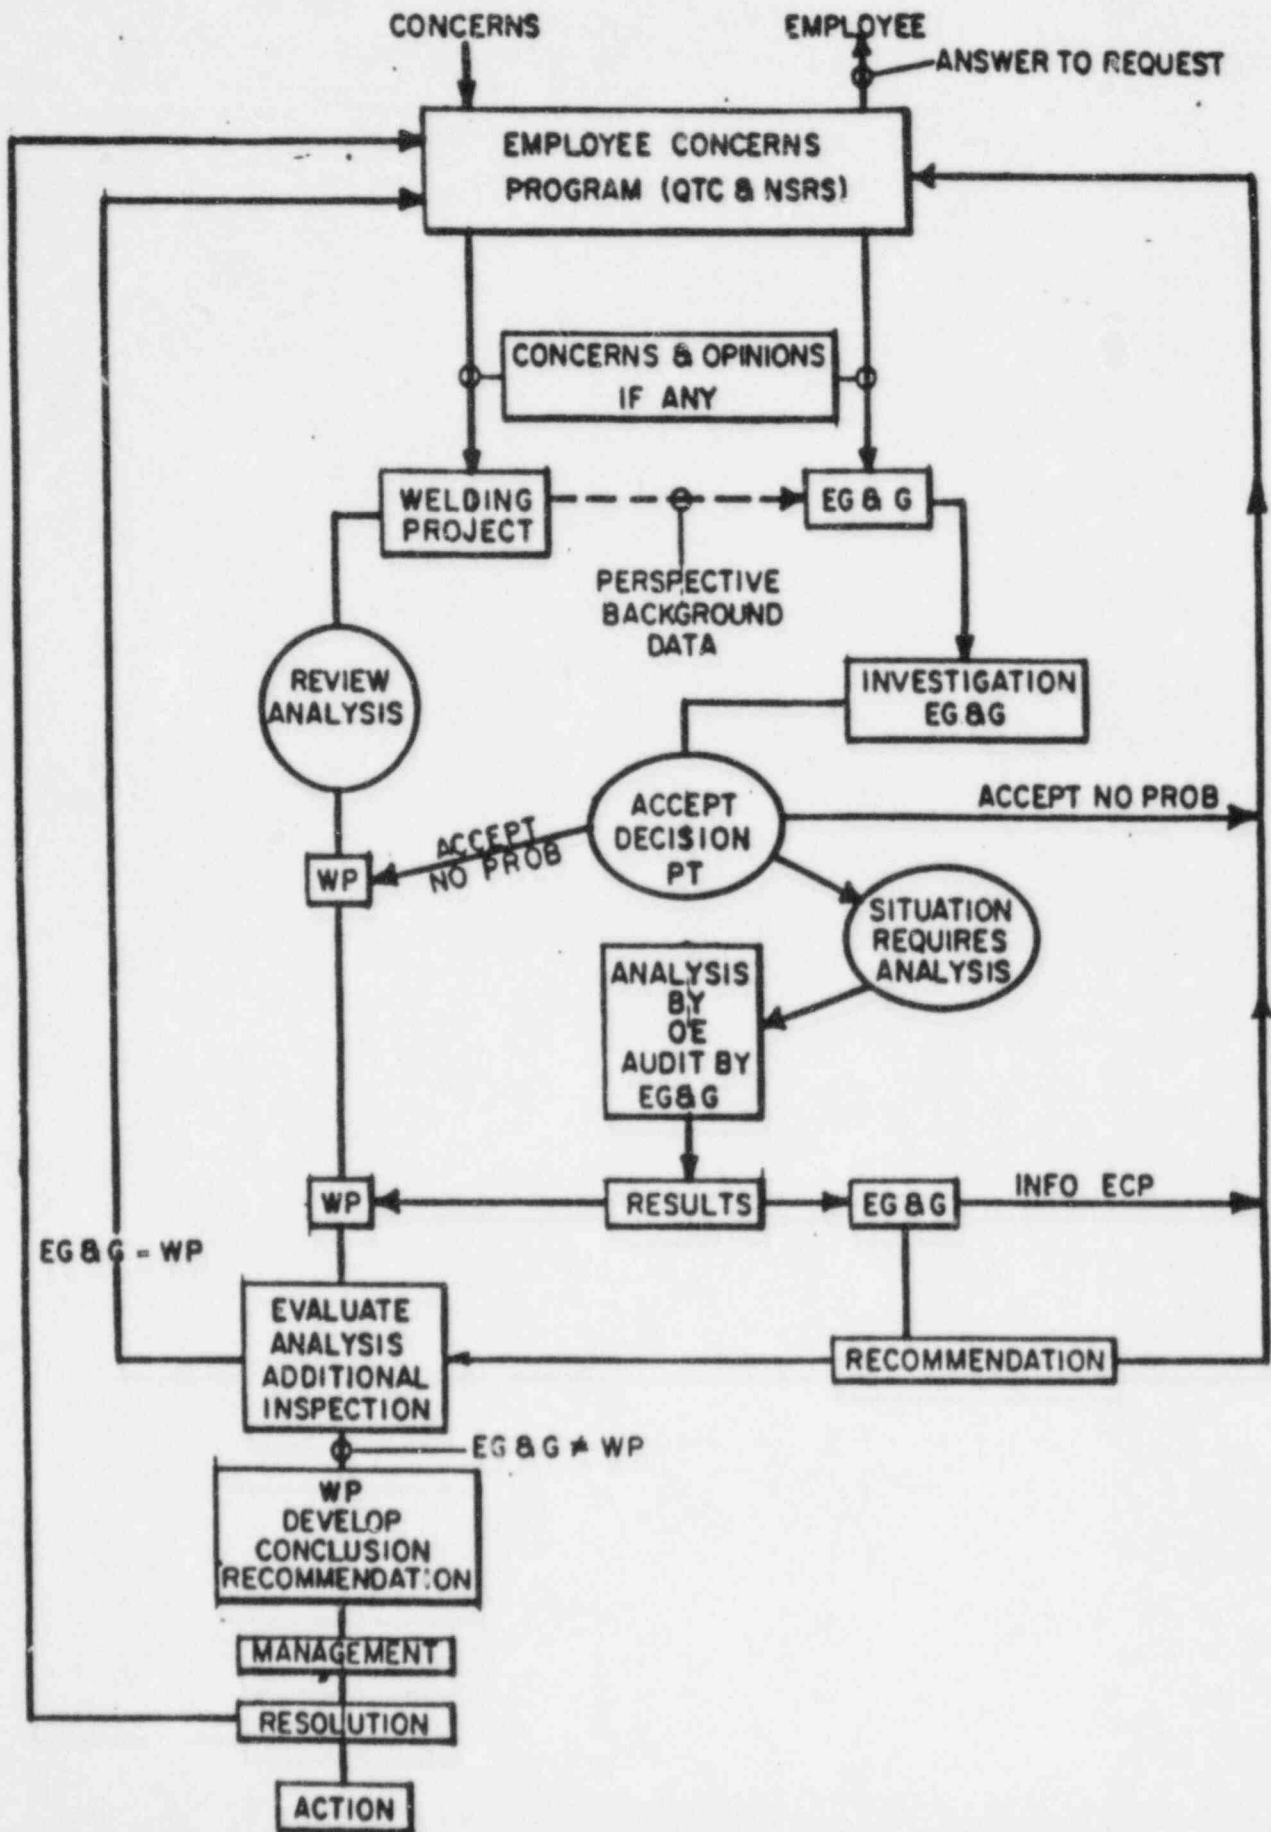 CONCERNS
EMPLOYEE
ANSWER TO REQUEST
EMPLOYEE CONCERNS
PROGRAM (QTC & NSRS)
CONCERNS & OPINIONS
IF ANY
WELDING
PROJECT
EG & G
PERSPECTIVE
BACKGROUND
DATA
REVIEW
ANALYSIS
INVESTIGATION
EG&G
ACCEPT
DECISION
PT
ACCEPT NO PROB
ACCEPT
NO PROB
WP
SITUATION
REQUIRES
ANALYSIS
ANALYSIS
BY
OE
AUDIT BY
EG&G
WP
RESULTS
EG & G
INFO ECP
EG & G = WP
EVALUATE
ANALYSIS
ADDITIONAL
INSPECTION
RECOMMENDATION
EG & G ≠ WP
WP
DEVELOP
CONCLUSION
RECOMMENDATION
MANAGEMENT
RESOLUTION
ACTION